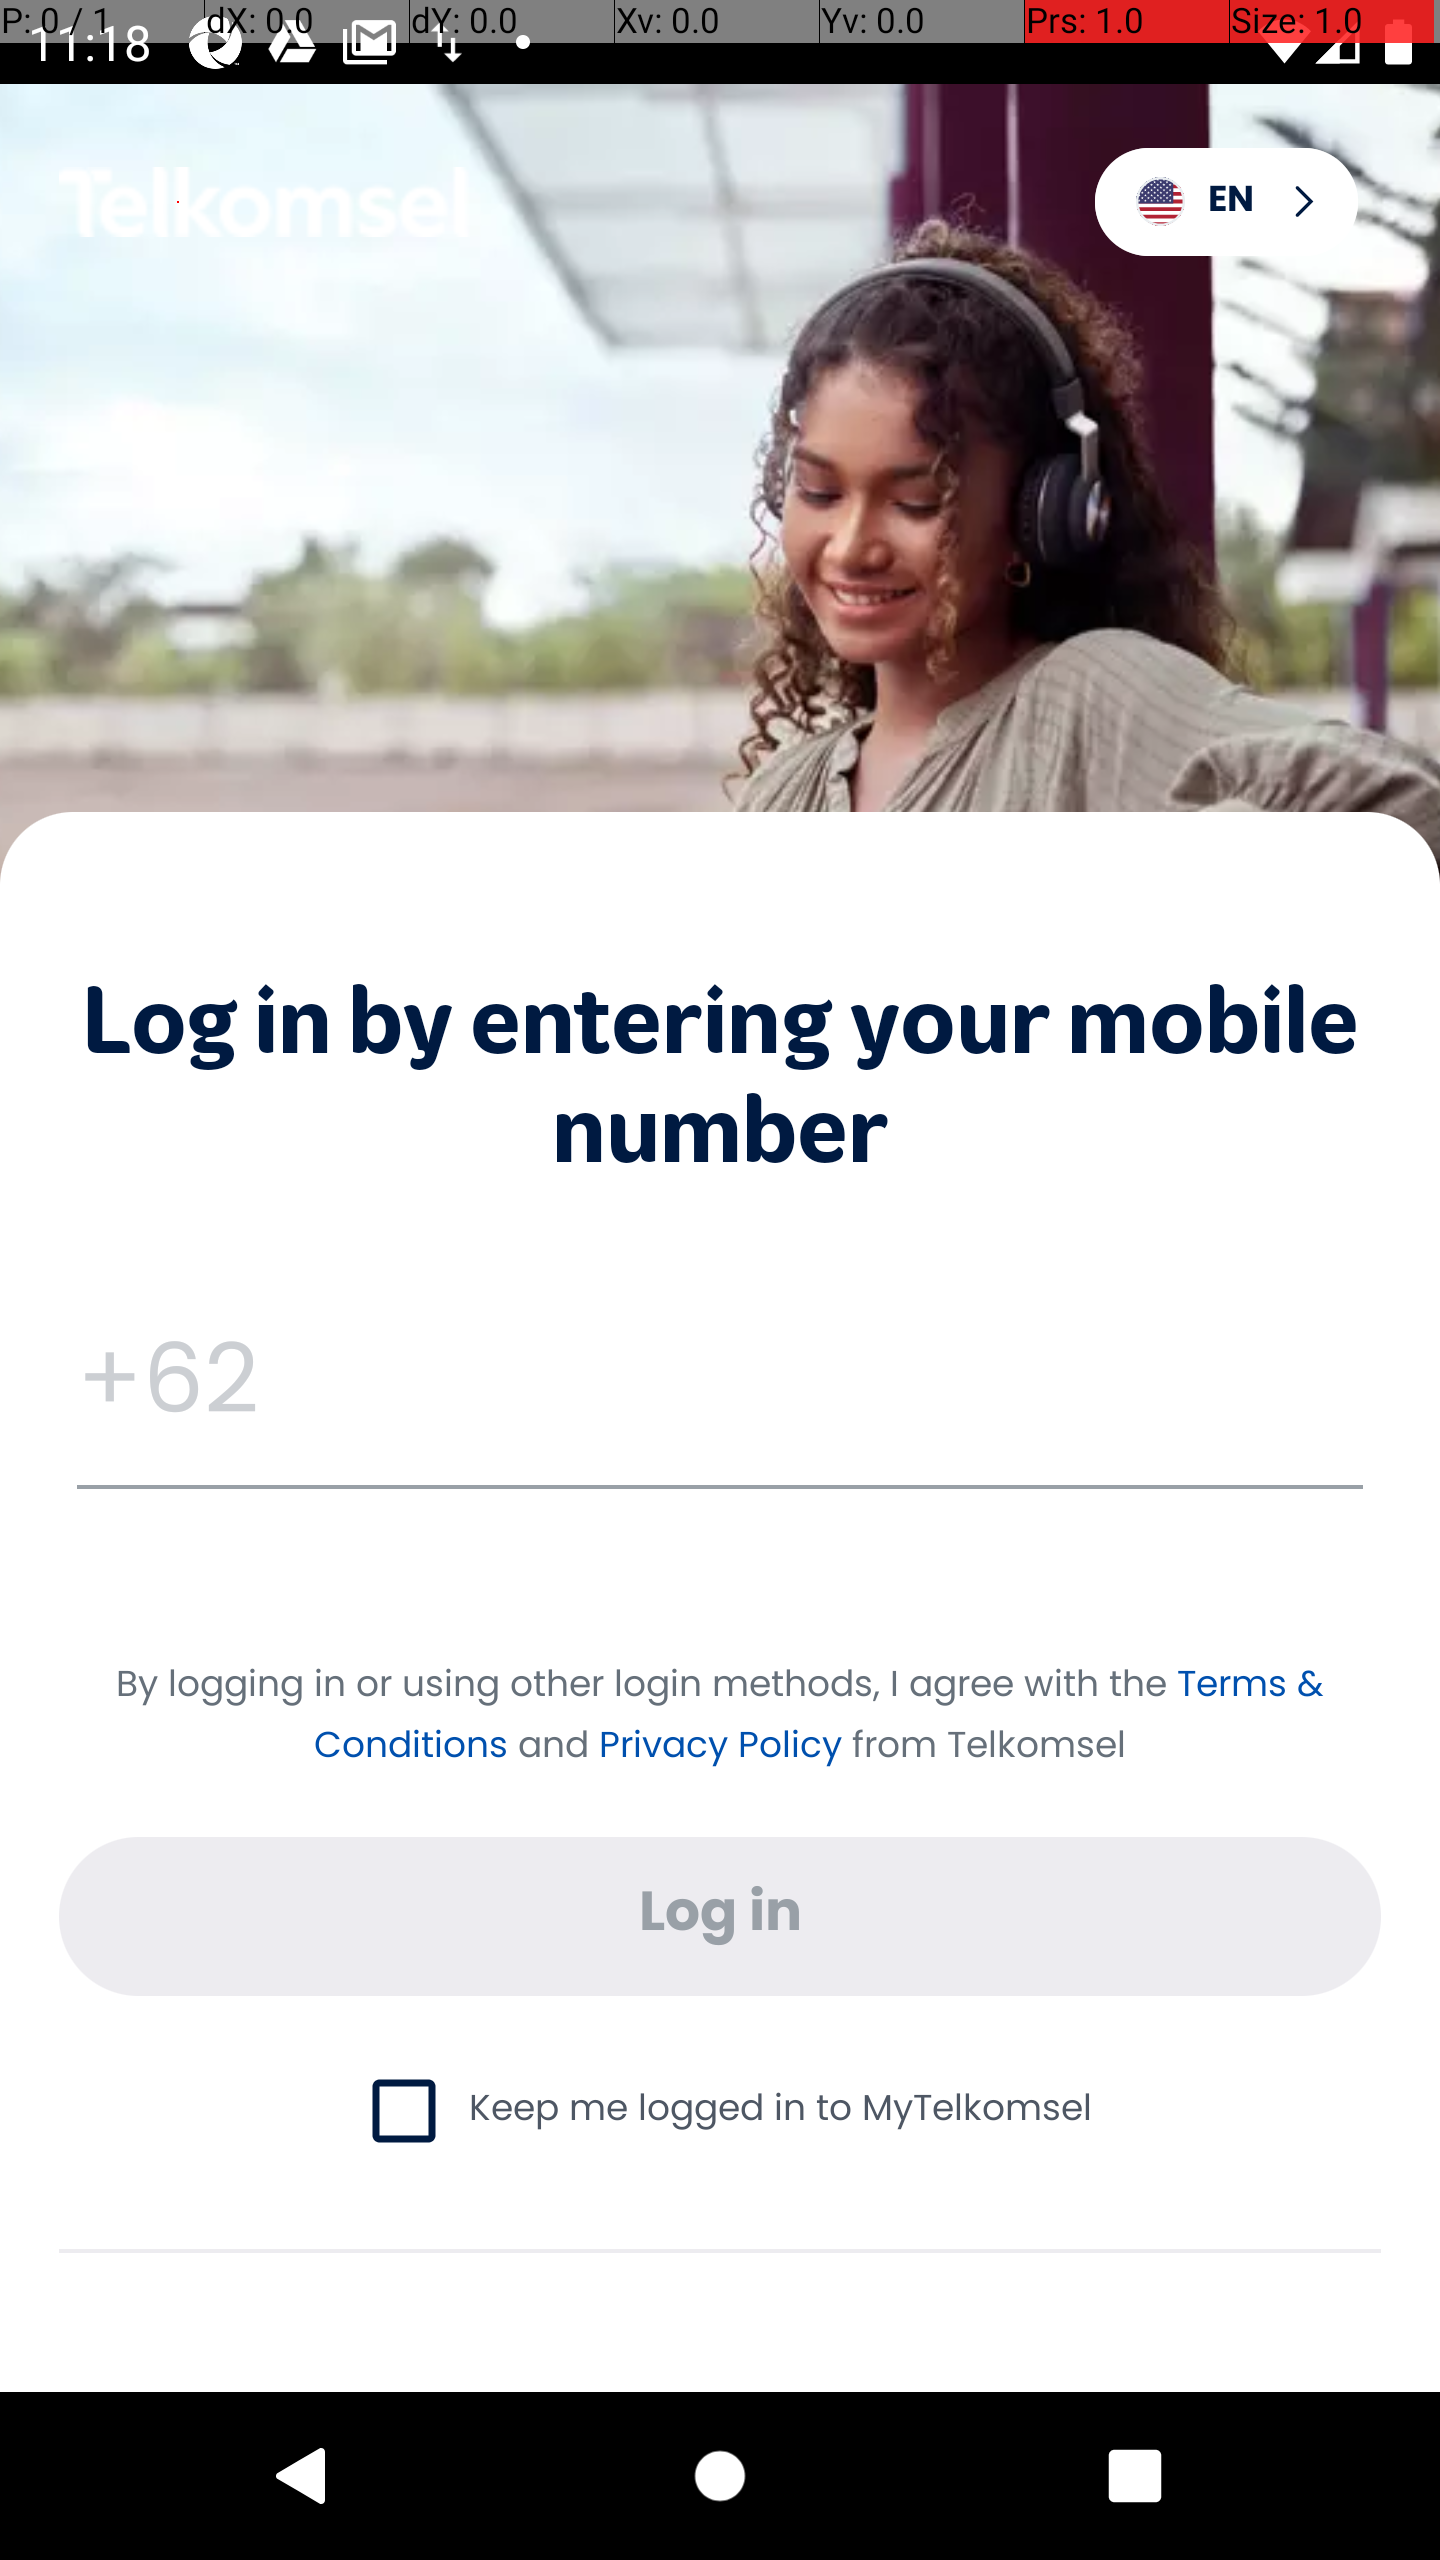 P: 0 / 1 dX: 0.0 dY: 0.0 Xv: 0.0 Yv: 0.0 Prs: 1.0 Size: 1.0
11:18
Telkomsel
EN
Log in by entering your mobile
number
+62
By logging in or using other login methods, I agree with the Terms &
Conditions and Privacy Policy from Telkomsel
Log in
Keep me logged in to MyTelkomsel